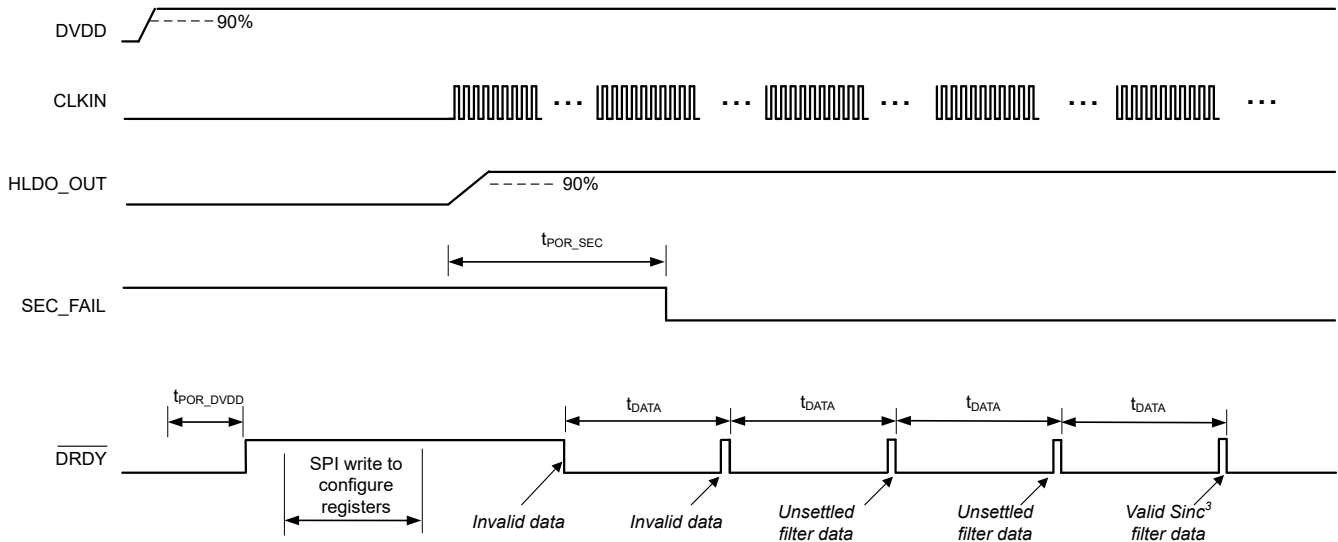 DVDD
90%
CLKIN
... ... ... ... ...
HLDO_OUT
90%
tPOR_SEC
SEC_FAIL
tPOR_DVDD
tDATA
tDATA
tDATA
tDATA
DRDY
SPI write to
configure
registers
Invalid data
Invalid data
Unsettled
filter data
Unsettled
filter data
Valid Sinc³
filter data